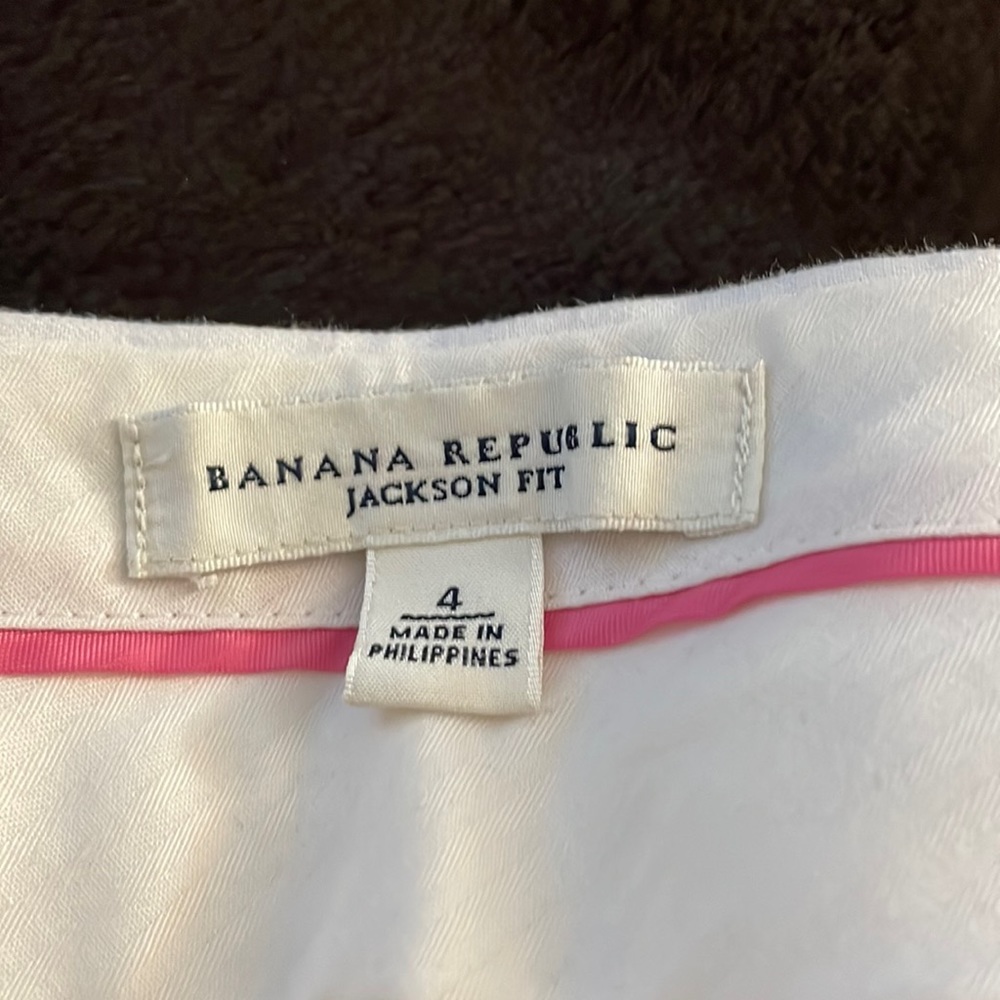 BANANA REPUBLIC
JACKSON FIT
4
MADE IN
PHILIPPINES